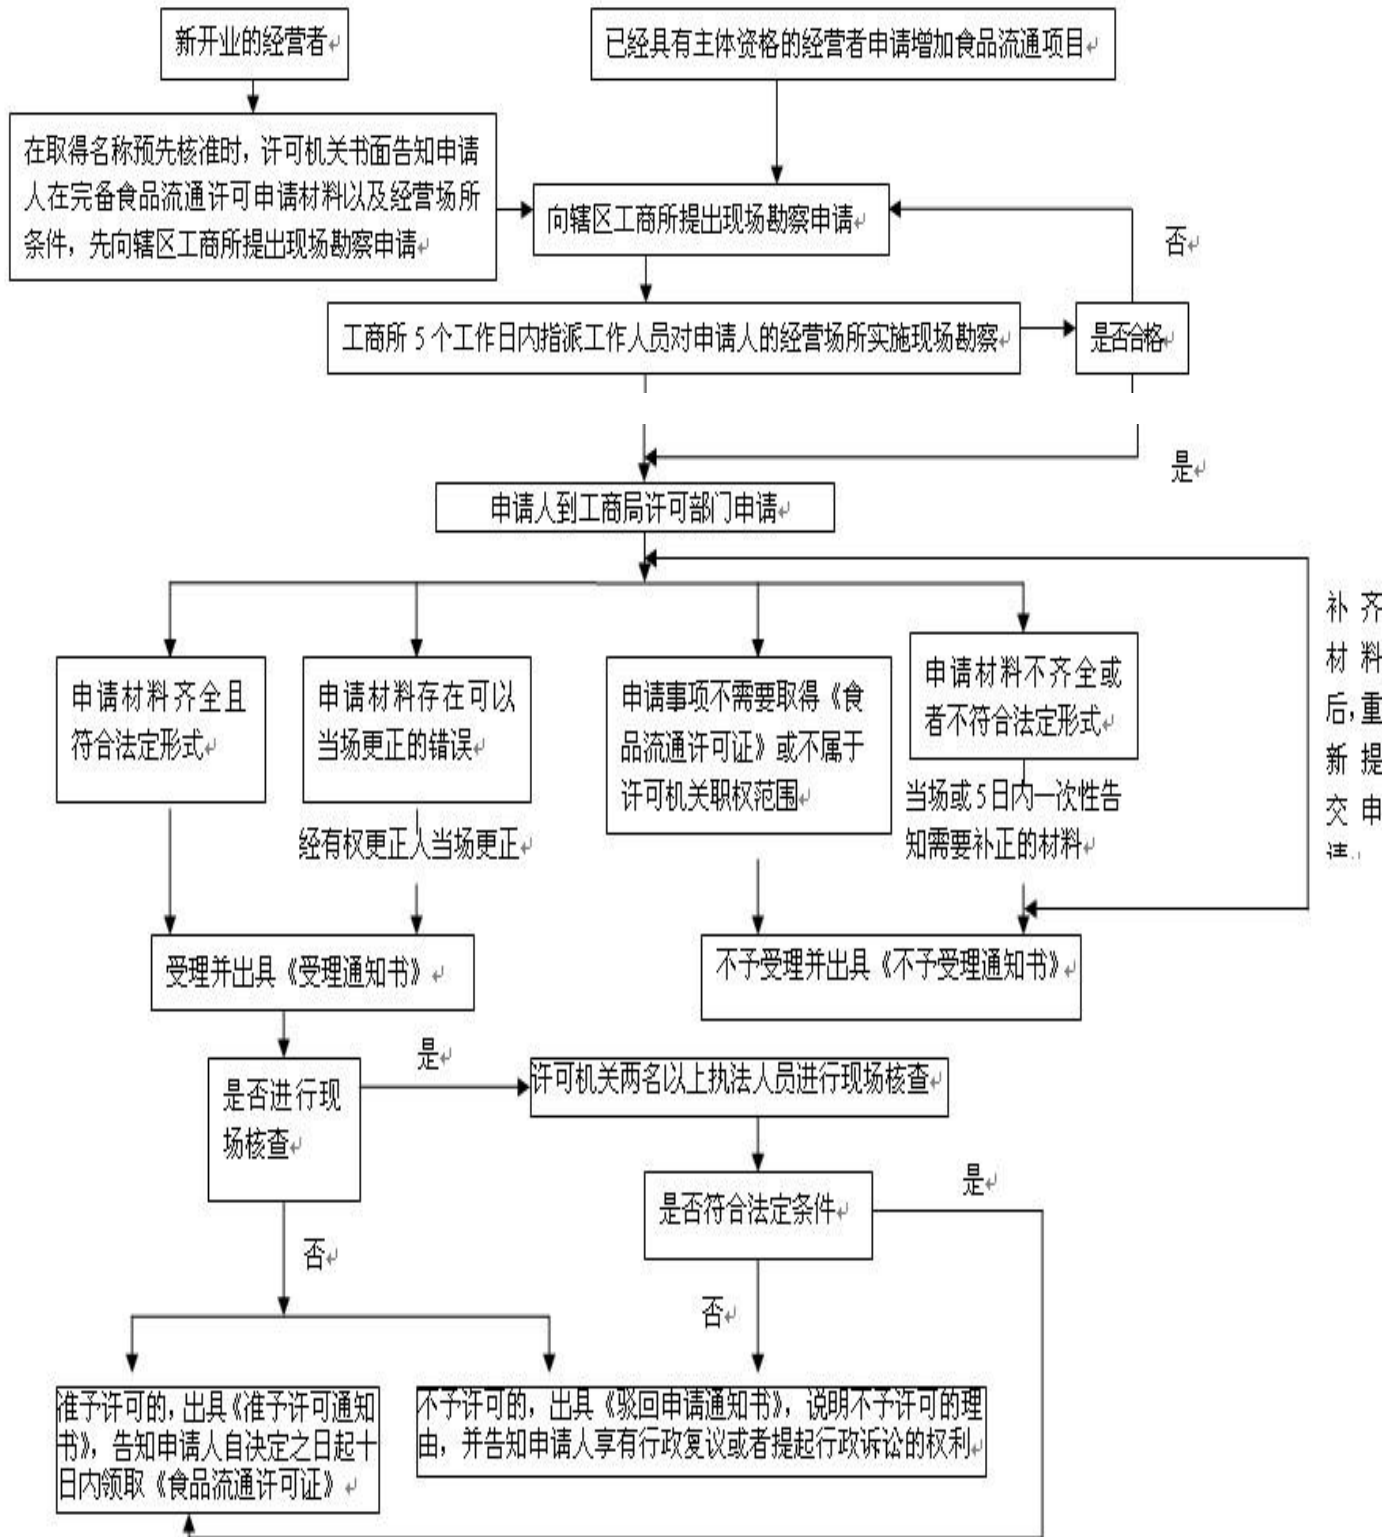 新开业的经营者
已经具有主体资格的经营者申请增加食品流通项目
在取得名称预先核准时，许可机关书面告知申请
人在完备食品流通许可申请材料以及经营场所
条件，先向辖区工商所提出现场勘察申请
向辖区工商所提出现场勘察申请
否
工商所 5 个工作日内指派工作人员对申请人的经营场所实施现场勘察
是否合格
是
申请人到工商局许可部门申请
补 齐
材 料
后,重
新 提
交 申
请.
申请材料齐全且
符合法定形式
申请材料存在可以
当场更正的错误
申请事项不需要取得《食
品流通许可证》或不属于
许可机关职权范围
申请材料不齐全或
者不符合法定形式
经有权更正人当场更正
当场或 5 日内一次性告
知需要补正的材料
受理并出具《受理通知书》
不予受理并出具《不予受理通知书》
是否进行现
场核查
是
许可机关两名以上执法人员进行现场核查
是否符合法定条件
是
否
否
准予许可的，出具《准予许可通知
书》，告知申请人自决定之日起十
日内领取《食品流通许可证》
不予许可的，出具《驳回申请通知书》，说明不予许可的理
由，并告知申请人享有行政复议或者提起行政诉讼的权利